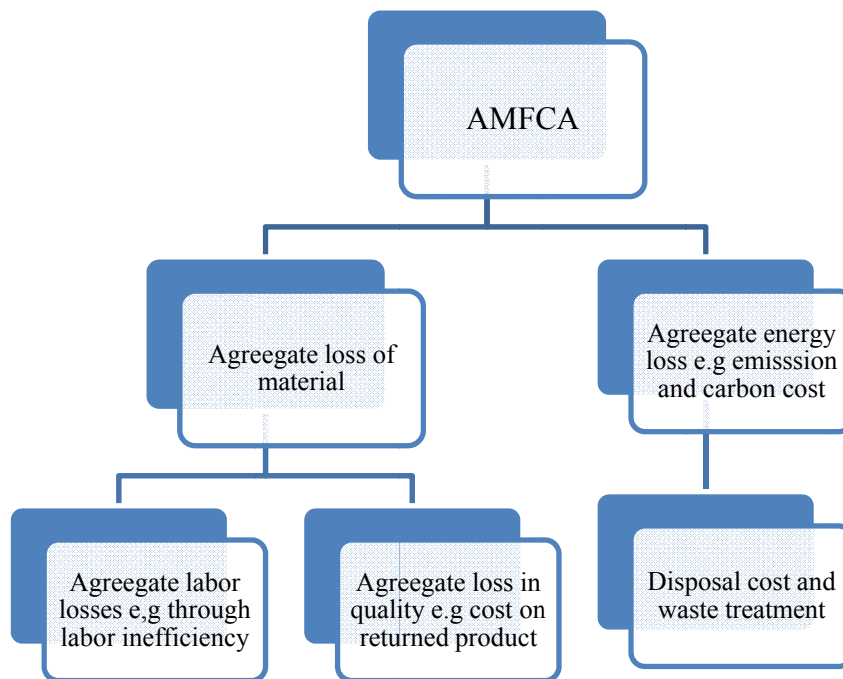 AMFCA
Agreegate loss of
material
Agreegate energy
loss e.g emisssion
and carbon cost
Agreegate labor
losses e,g through
labor inefficiency
Agreegate loss in
quality e.g cost on
returned product
Disposal cost and
waste treatment